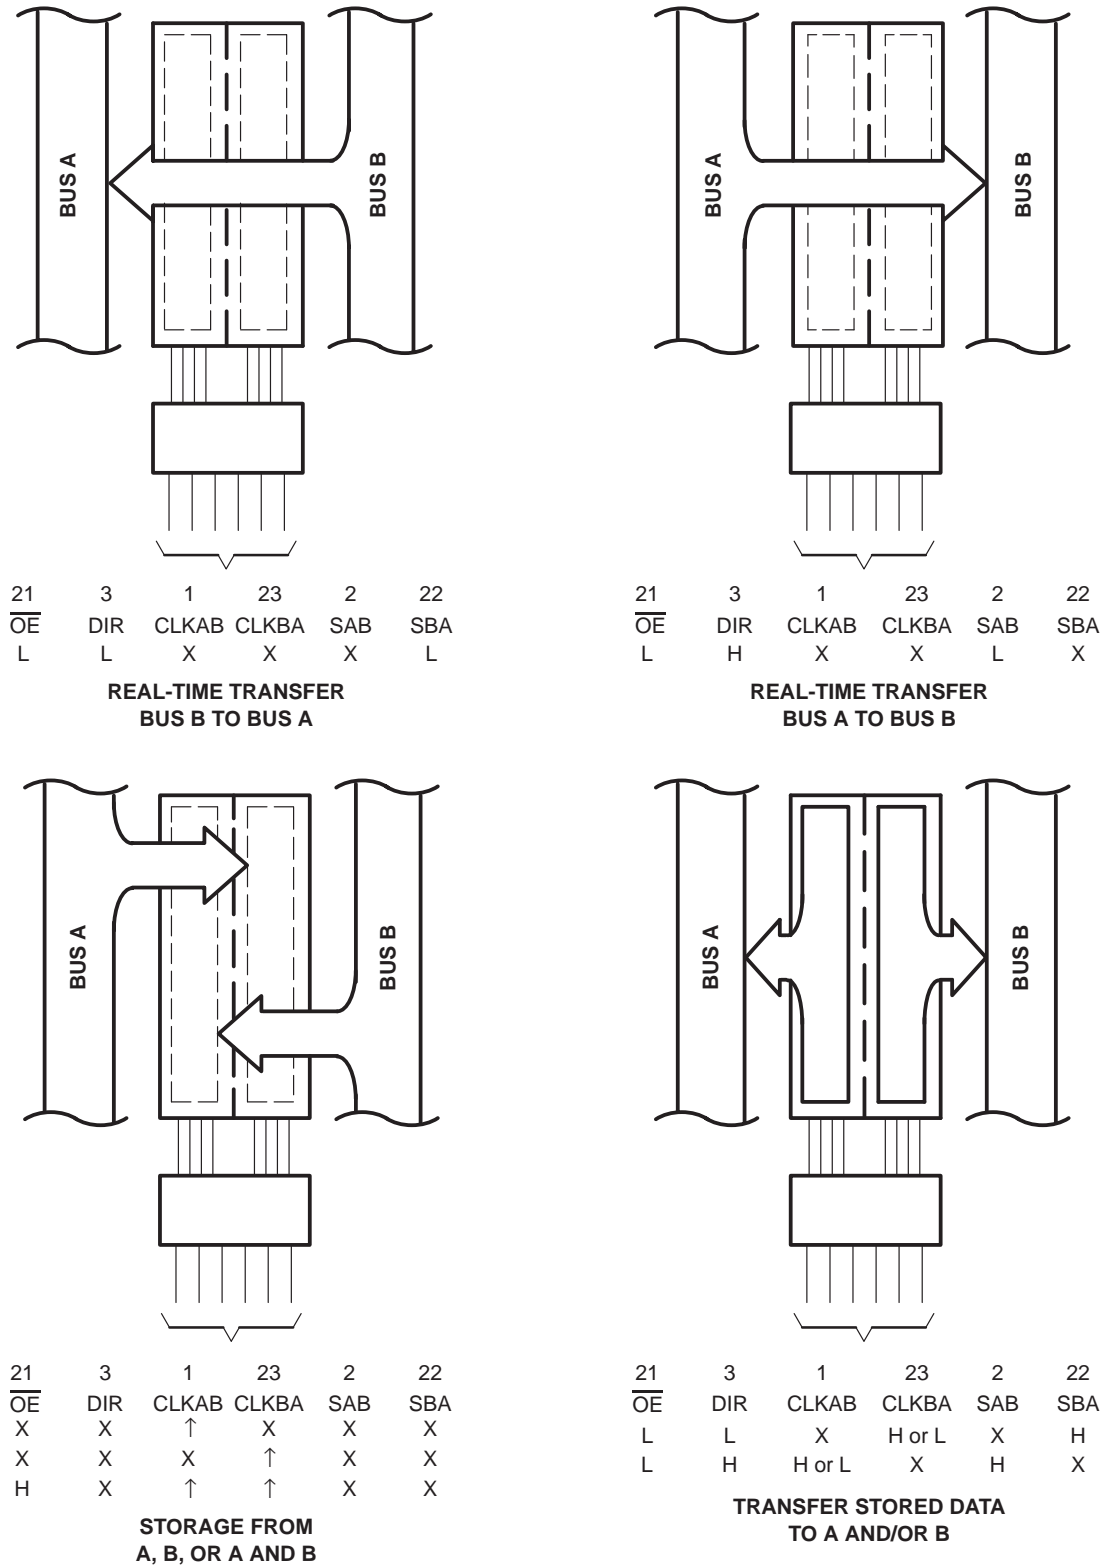 BUS A
BUS B
21 3 1 23 2 22
OE DIR CLKAB CLKBA SAB SBA
L L X X X L
REAL-TIME TRANSFER
BUS B TO BUS A
BUS A
BUS B
21 3 1 23 2 22
OE DIR CLKAB CLKBA SAB SBA
L H X X L X
REAL-TIME TRANSFER
BUS A TO BUS B
BUS A
BUS B
21 3 1 23 2 22
OE DIR CLKAB CLKBA SAB SBA
X X ↑ X X X
X X X ↑ X X
H X ↑ ↑ X X
STORAGE FROM
A, B, OR A AND B
BUS A
BUS B
21 3 1 23 2 22
OE DIR CLKAB CLKBA SAB SBA
L L X H or L X H
L H H or L X H X
TRANSFER STORED DATA
TO A AND/OR B